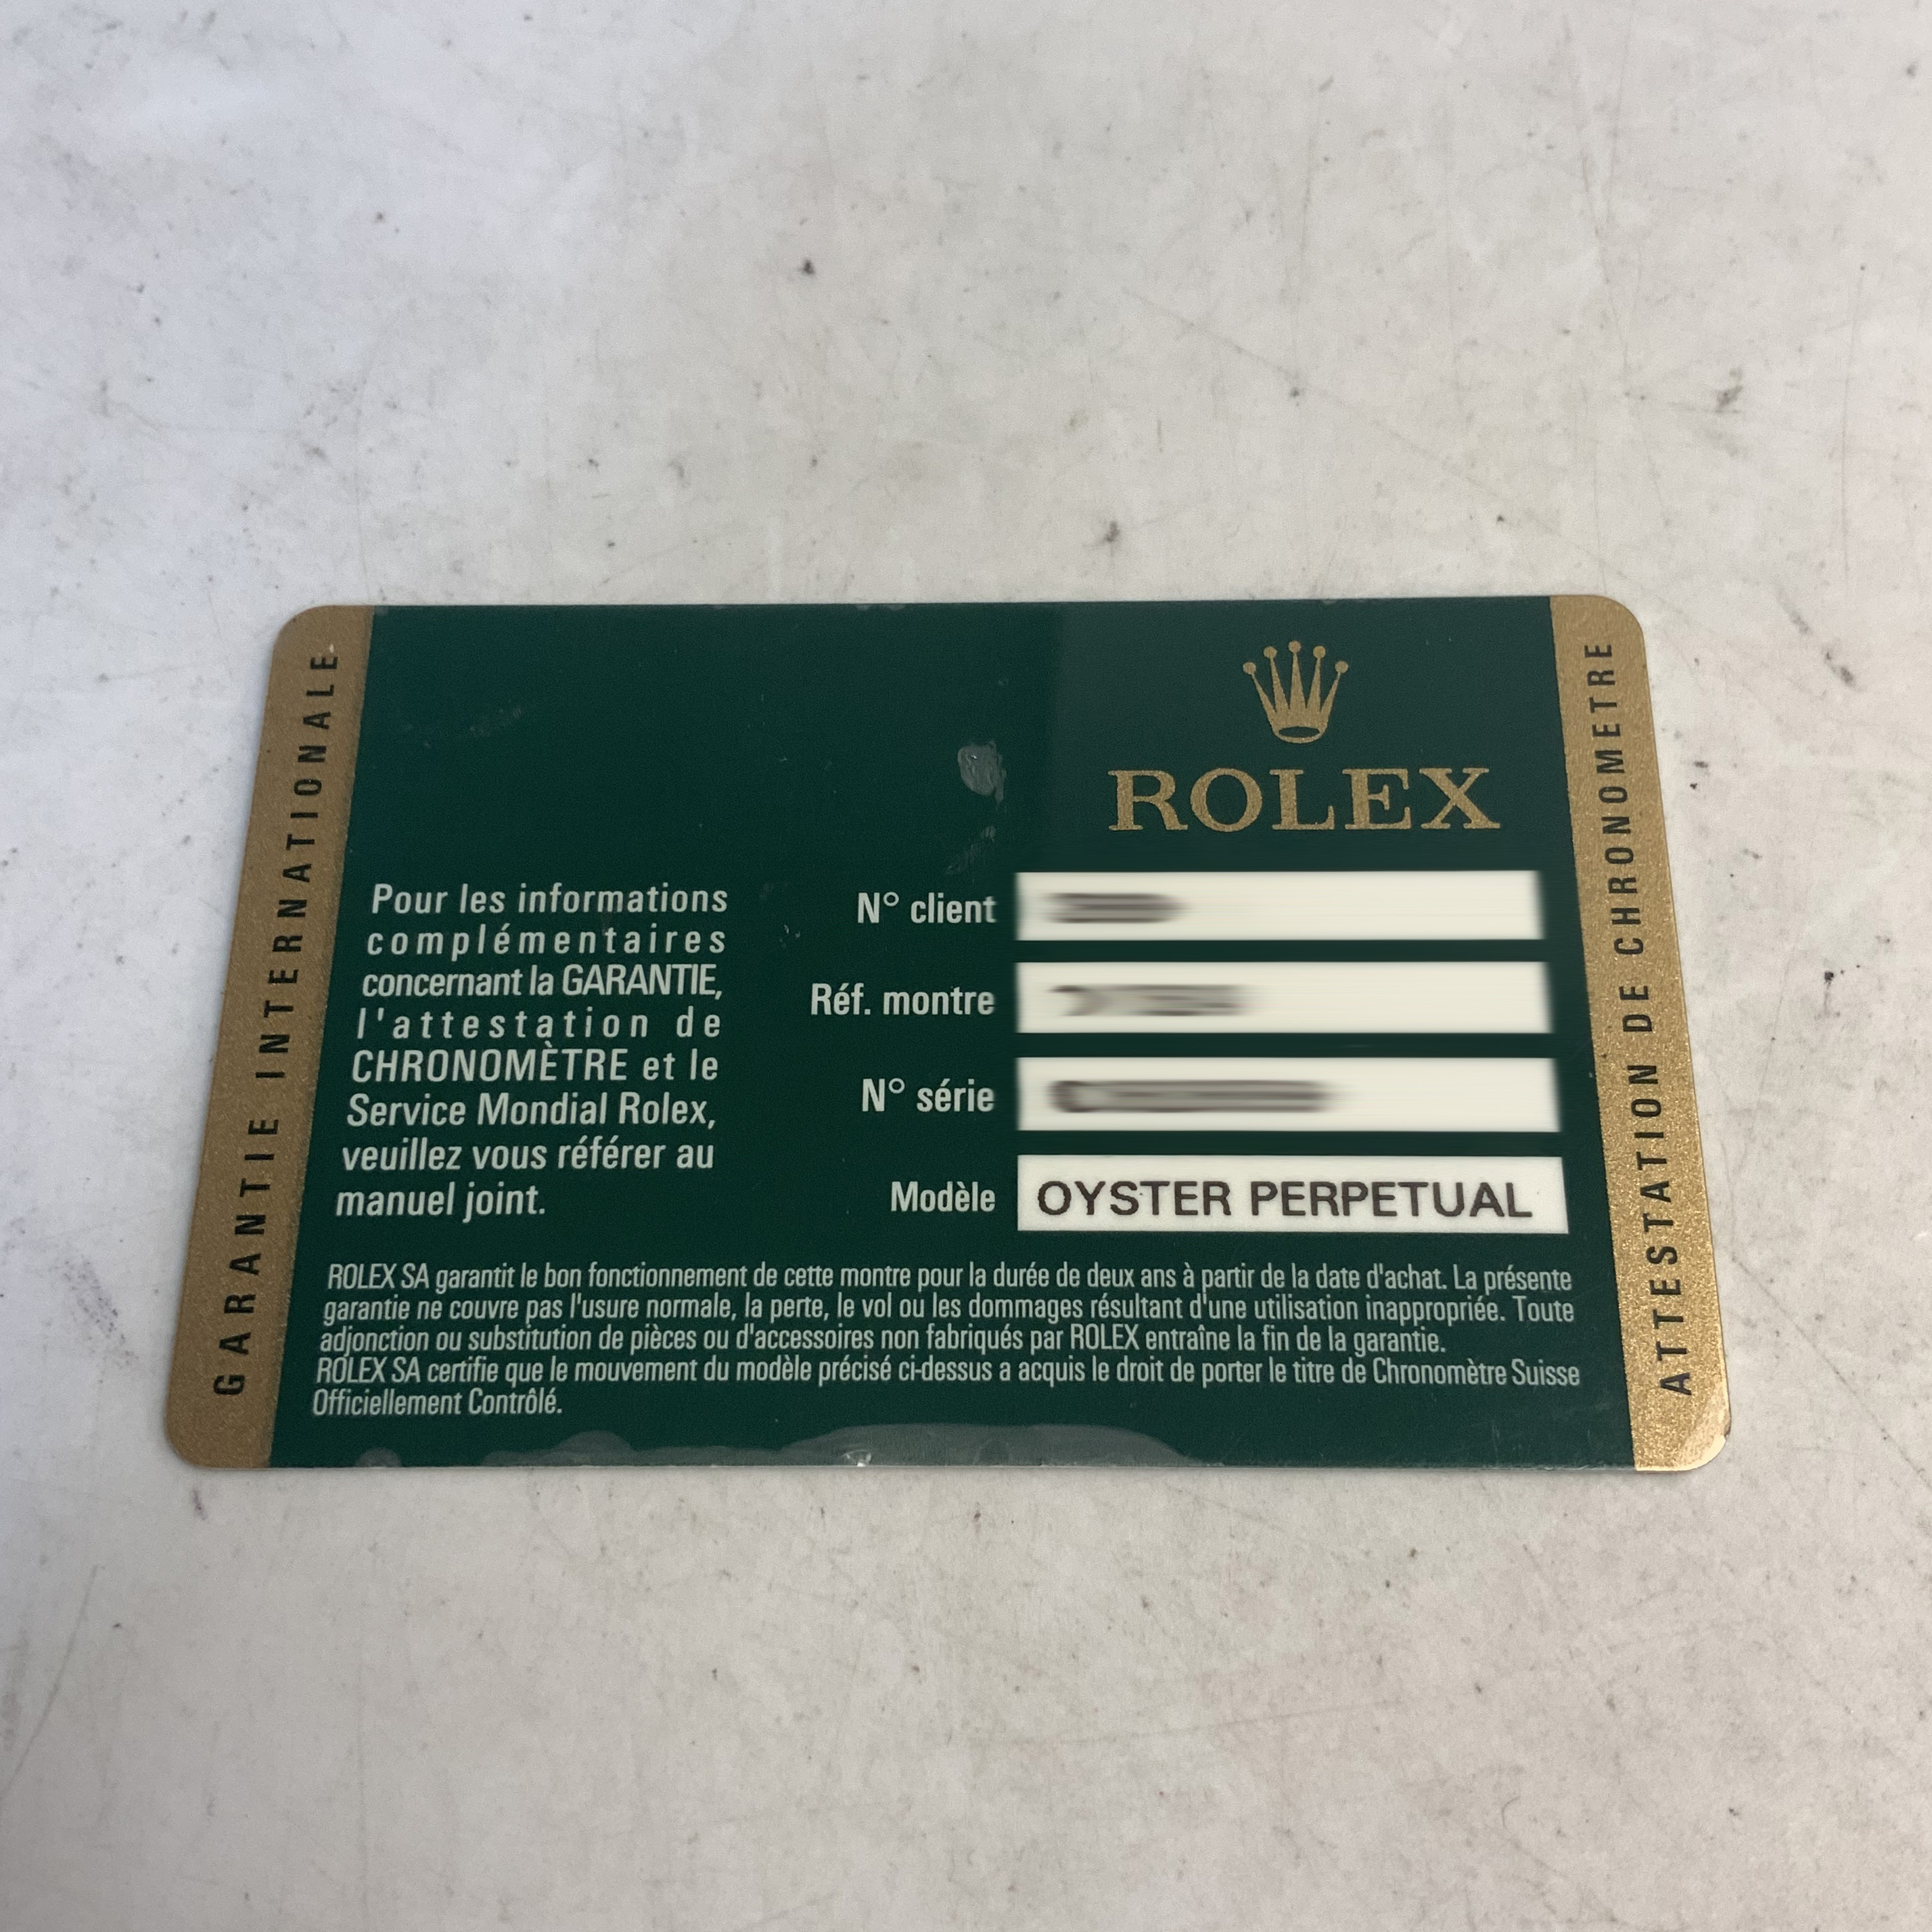 GARANTIE INTERNATIONALE
ROLEX
Pour les informations
complémentaires
concernant la GARANTIE,
l'attestation de
CHRONOMÈTRE et le
Service Mondial Rolex,
veuillez vous référer au
manuel joint.
N° client
Réf. montre
N° série
Modèle OYSTER PERPETUAL
ROLEX SA garantit le bon fonctionnement de cette montre pour la durée de deux ans à partir de la date d'achat. La présente
garantie ne couvre pas l'usure normale, la perte, le vol ou les dommages résultant d'une utilisation inappropriée. Toute
adjonction ou substitution de pièces ou d'accessoires non fabriqués par ROLEX entraîne la fin de la garantie.
ROLEX SA certifie que le mouvement du modèle précisé ci-dessus a acquis le droit de porter le titre de Chronomètre Suisse
Officiellement Contrôlé.
ATTESTATION DE CHRONOMETRE